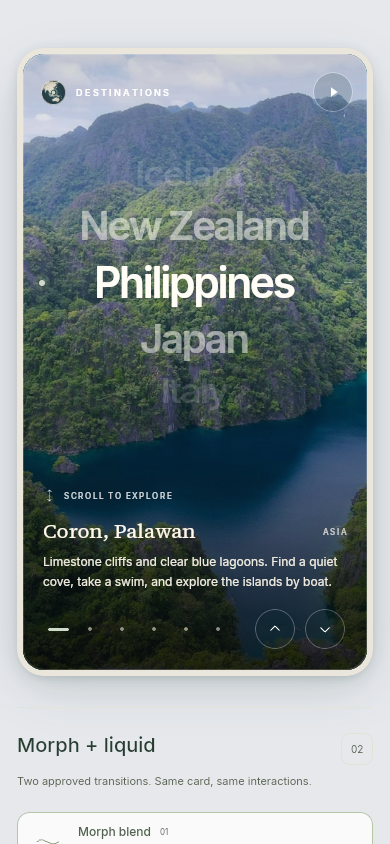 DESTINATIONS
Iceland
New Zealand
Philippines
Japan
Italy
SCROLL TO EXPLORE
Coron, Palawan
ASIA
Limestone cliffs and clear blue lagoons. Find a quiet
cove, take a swim, and explore the islands by boat.
Morph + liquid
02
Two approved transitions. Same card, same interactions.
Morph blend 01